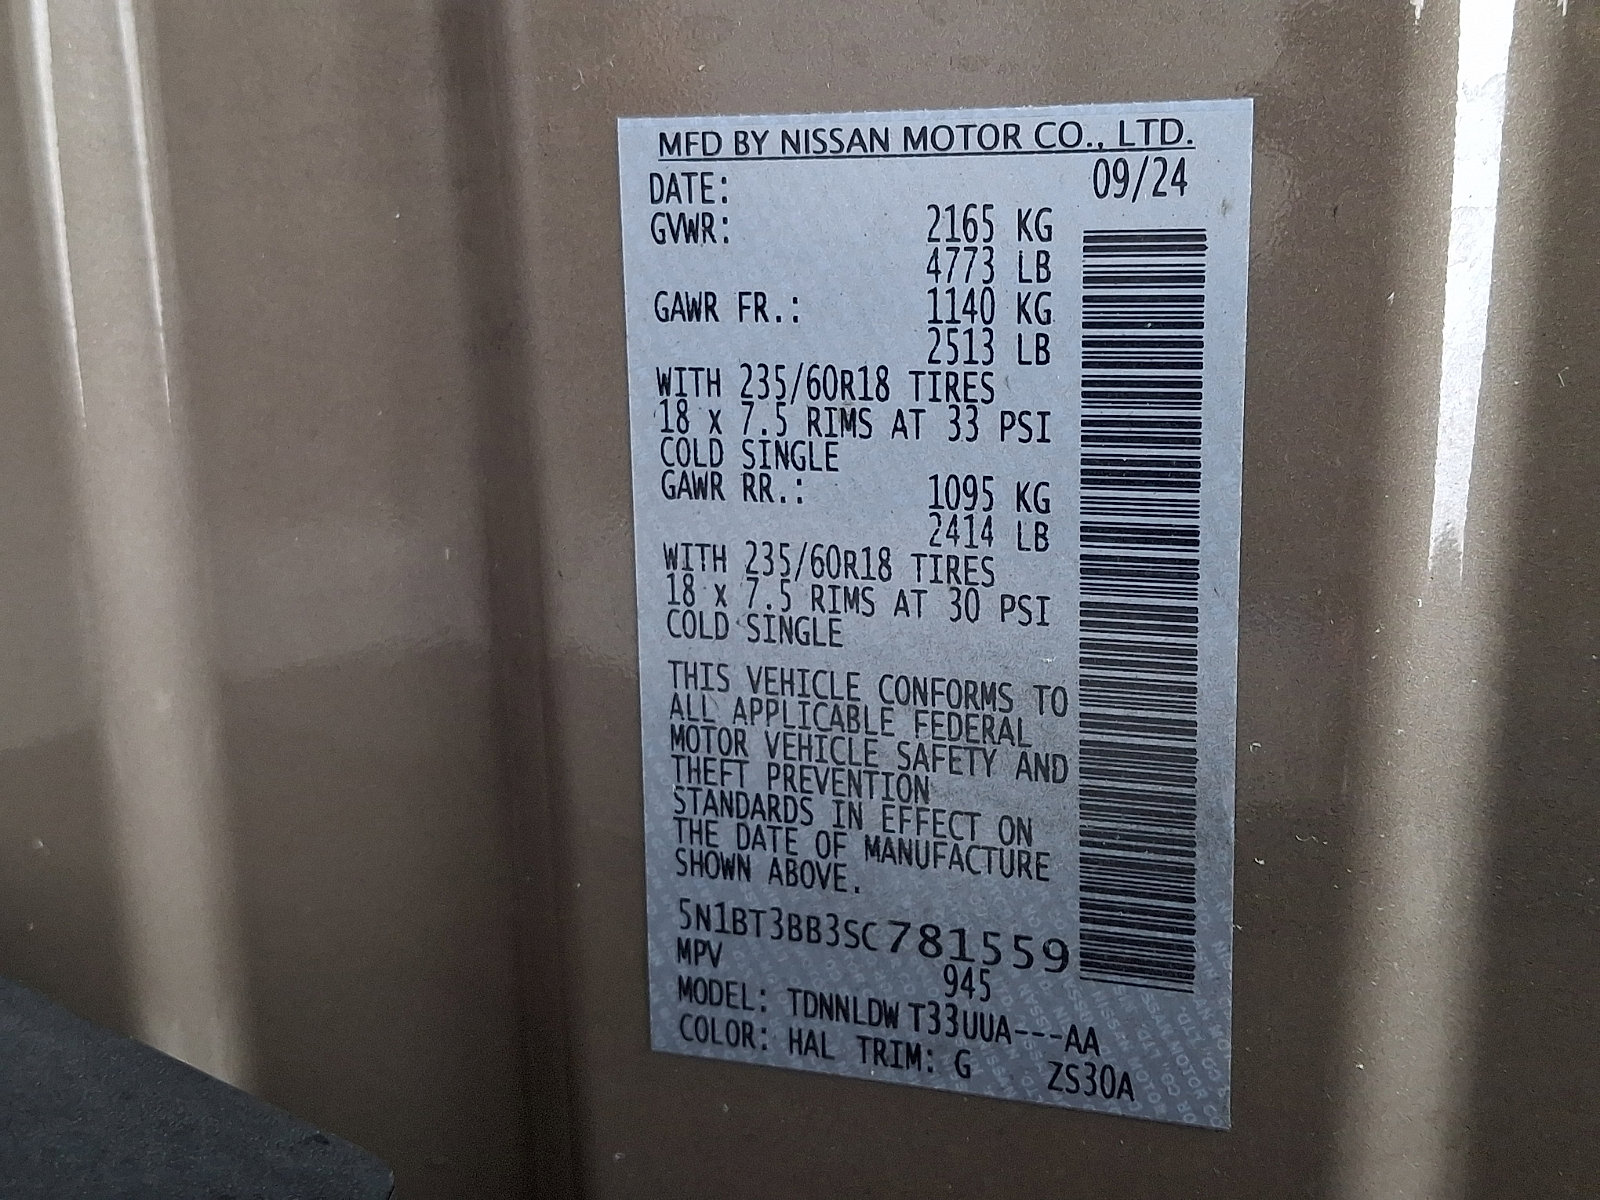 MFD BY NISSAN MOTOR CO., LTD.
DATE: 09/24
GVWR: 2165 KG
4773 LB
GAWR FR.: 1140 KG
2513 LB
WITH 235/60R18 TIRES
18 x 7.5 RIMS AT 33 PSI
COLD SINGLE
GAWR RR.: 1095 KG
2414 LB
WITH 235/60R18 TIRES
18 x 7.5 RIMS AT 30 PSI
COLD SINGLE
THIS VEHICLE CONFORMS TO
ALL APPLICABLE FEDERAL
MOTOR VEHICLE SAFETY AND
THEFT PREVENTION
STANDARDS IN EFFECT ON
THE DATE OF MANUFACTURE
SHOWN ABOVE.
5N1BT3BB3SC781559
MPV 945
MODEL: TDNNLDW T33UUA---AA
COLOR: HAL TRIM: G ZS30A